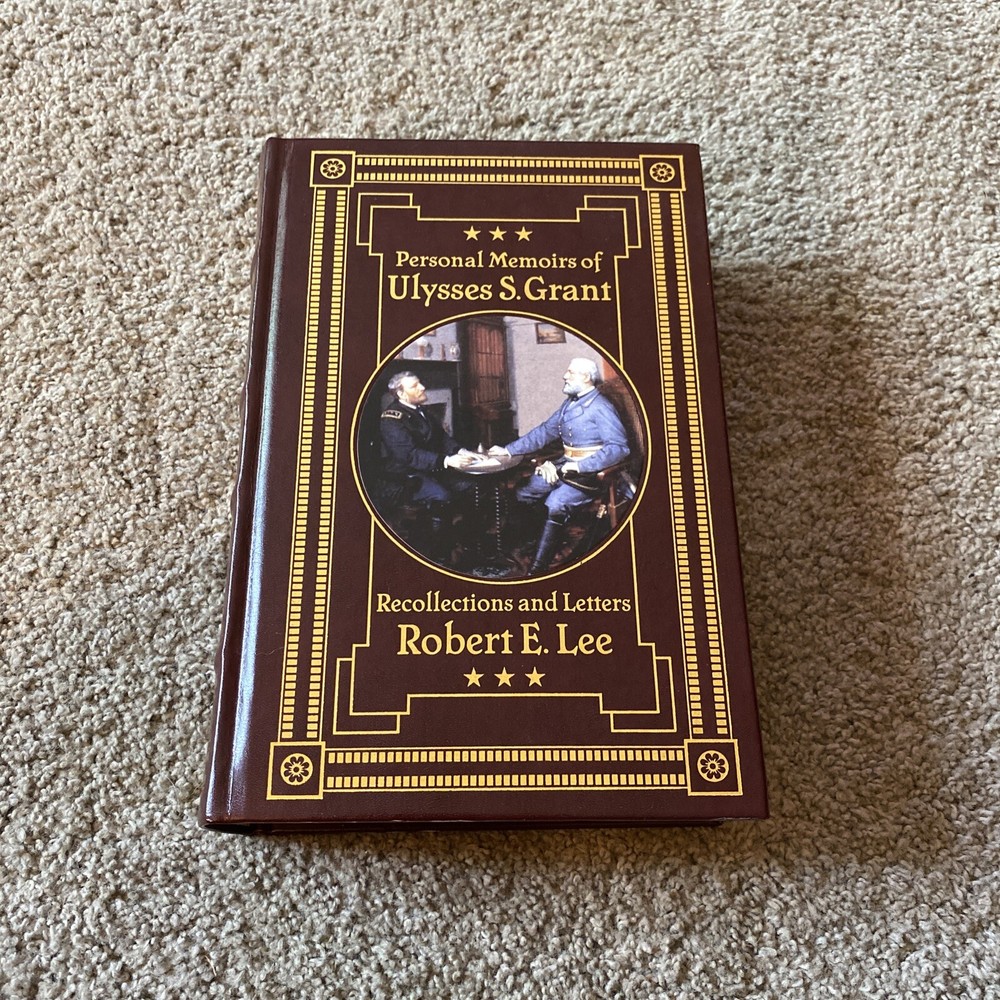 Personal Memoirs of
Ulysses S. Grant
Recollections and Letters
Robert E. Lee